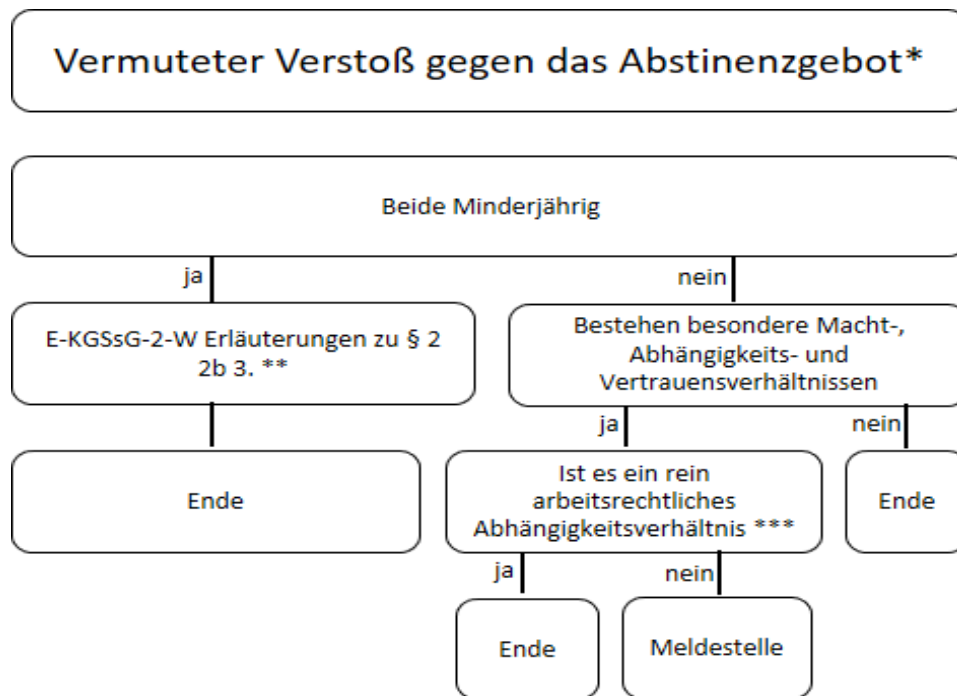 Vermuteter Verstoß gegen das Abstinenzgebot*
Beide Minderjährig
ja
nein
E-KGSsG-2-W Erläuterungen zu § 2
2b 3. **
Bestehen besondere Macht-,
Abhängigkeits- und
Vertrauensverhältnissen
ja
nein
Ende
Ist es ein rein
arbeitsrechtliches
Abhängigkeitsverhältnis ***
Ende
ja
nein
Ende
Meldestelle